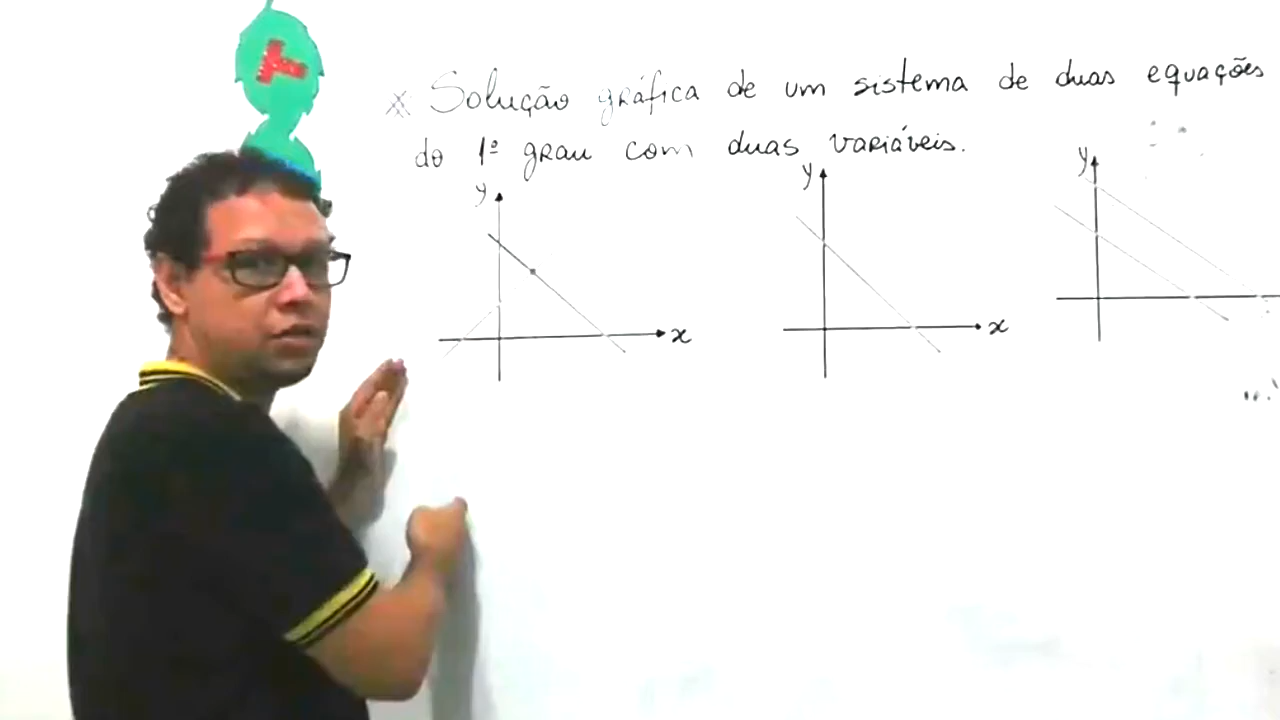 * Solução gráfica de um sistema de duas equações
do 1º grau com duas variáveis.
y
x
y
x
y